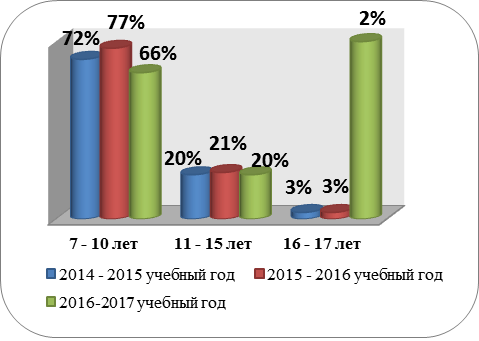 72% 77% 66% 20% 21% 20% 3% 3% 2%
7 - 10 лет 11 - 15 лет 16 - 17 лет
2014 - 2015 учебный год 2015 - 2016 учебный год
2016-2017 учебный год